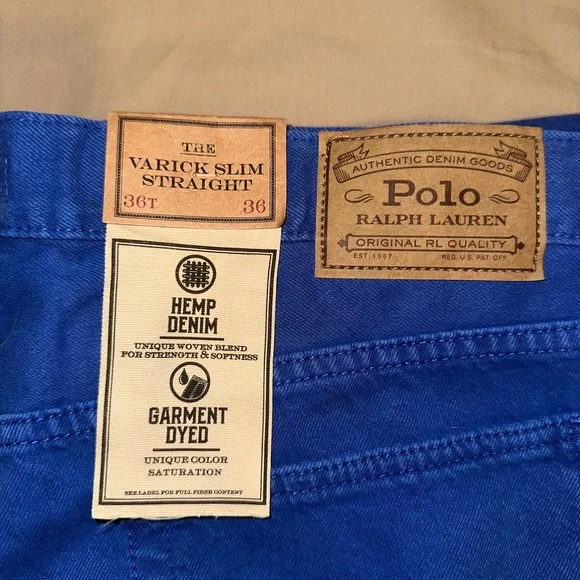 THE
VARICK SLIM
STRAIGHT
36T 36
HEMP
DENIM
UNIQUE WOVEN BLEND
FOR STRENGTH & SOFTNESS
GARMENT
DYED
UNIQUE COLOR
SATURATION
SEE LABEL FOR FULL FIBER CONTENT
AUTHENTIC DENIM GOODS
Polo
RALPH LAUREN
ORIGINAL RL QUALITY
EST. 1967 REG. U.S. PAT. OFF.